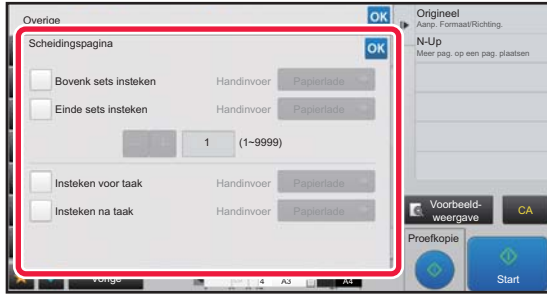 Overige
OK
Scheidingspagina
OK
Bovenk sets insteken Handinvoer Papierlade
Einde sets insteken Handinvoer Papierlade
1 (1~9999)
Insteken voor taak Handinvoer Papierlade
Insteken na taak Handinvoer Papierlade
Vorige
4 A3 A4
Origineel
Aanp. Formaat/Richting.
N-Up
Meer pag. op een pag. plaatsen
Voorbeeld-
weergave
CA
Proefkopie
Start